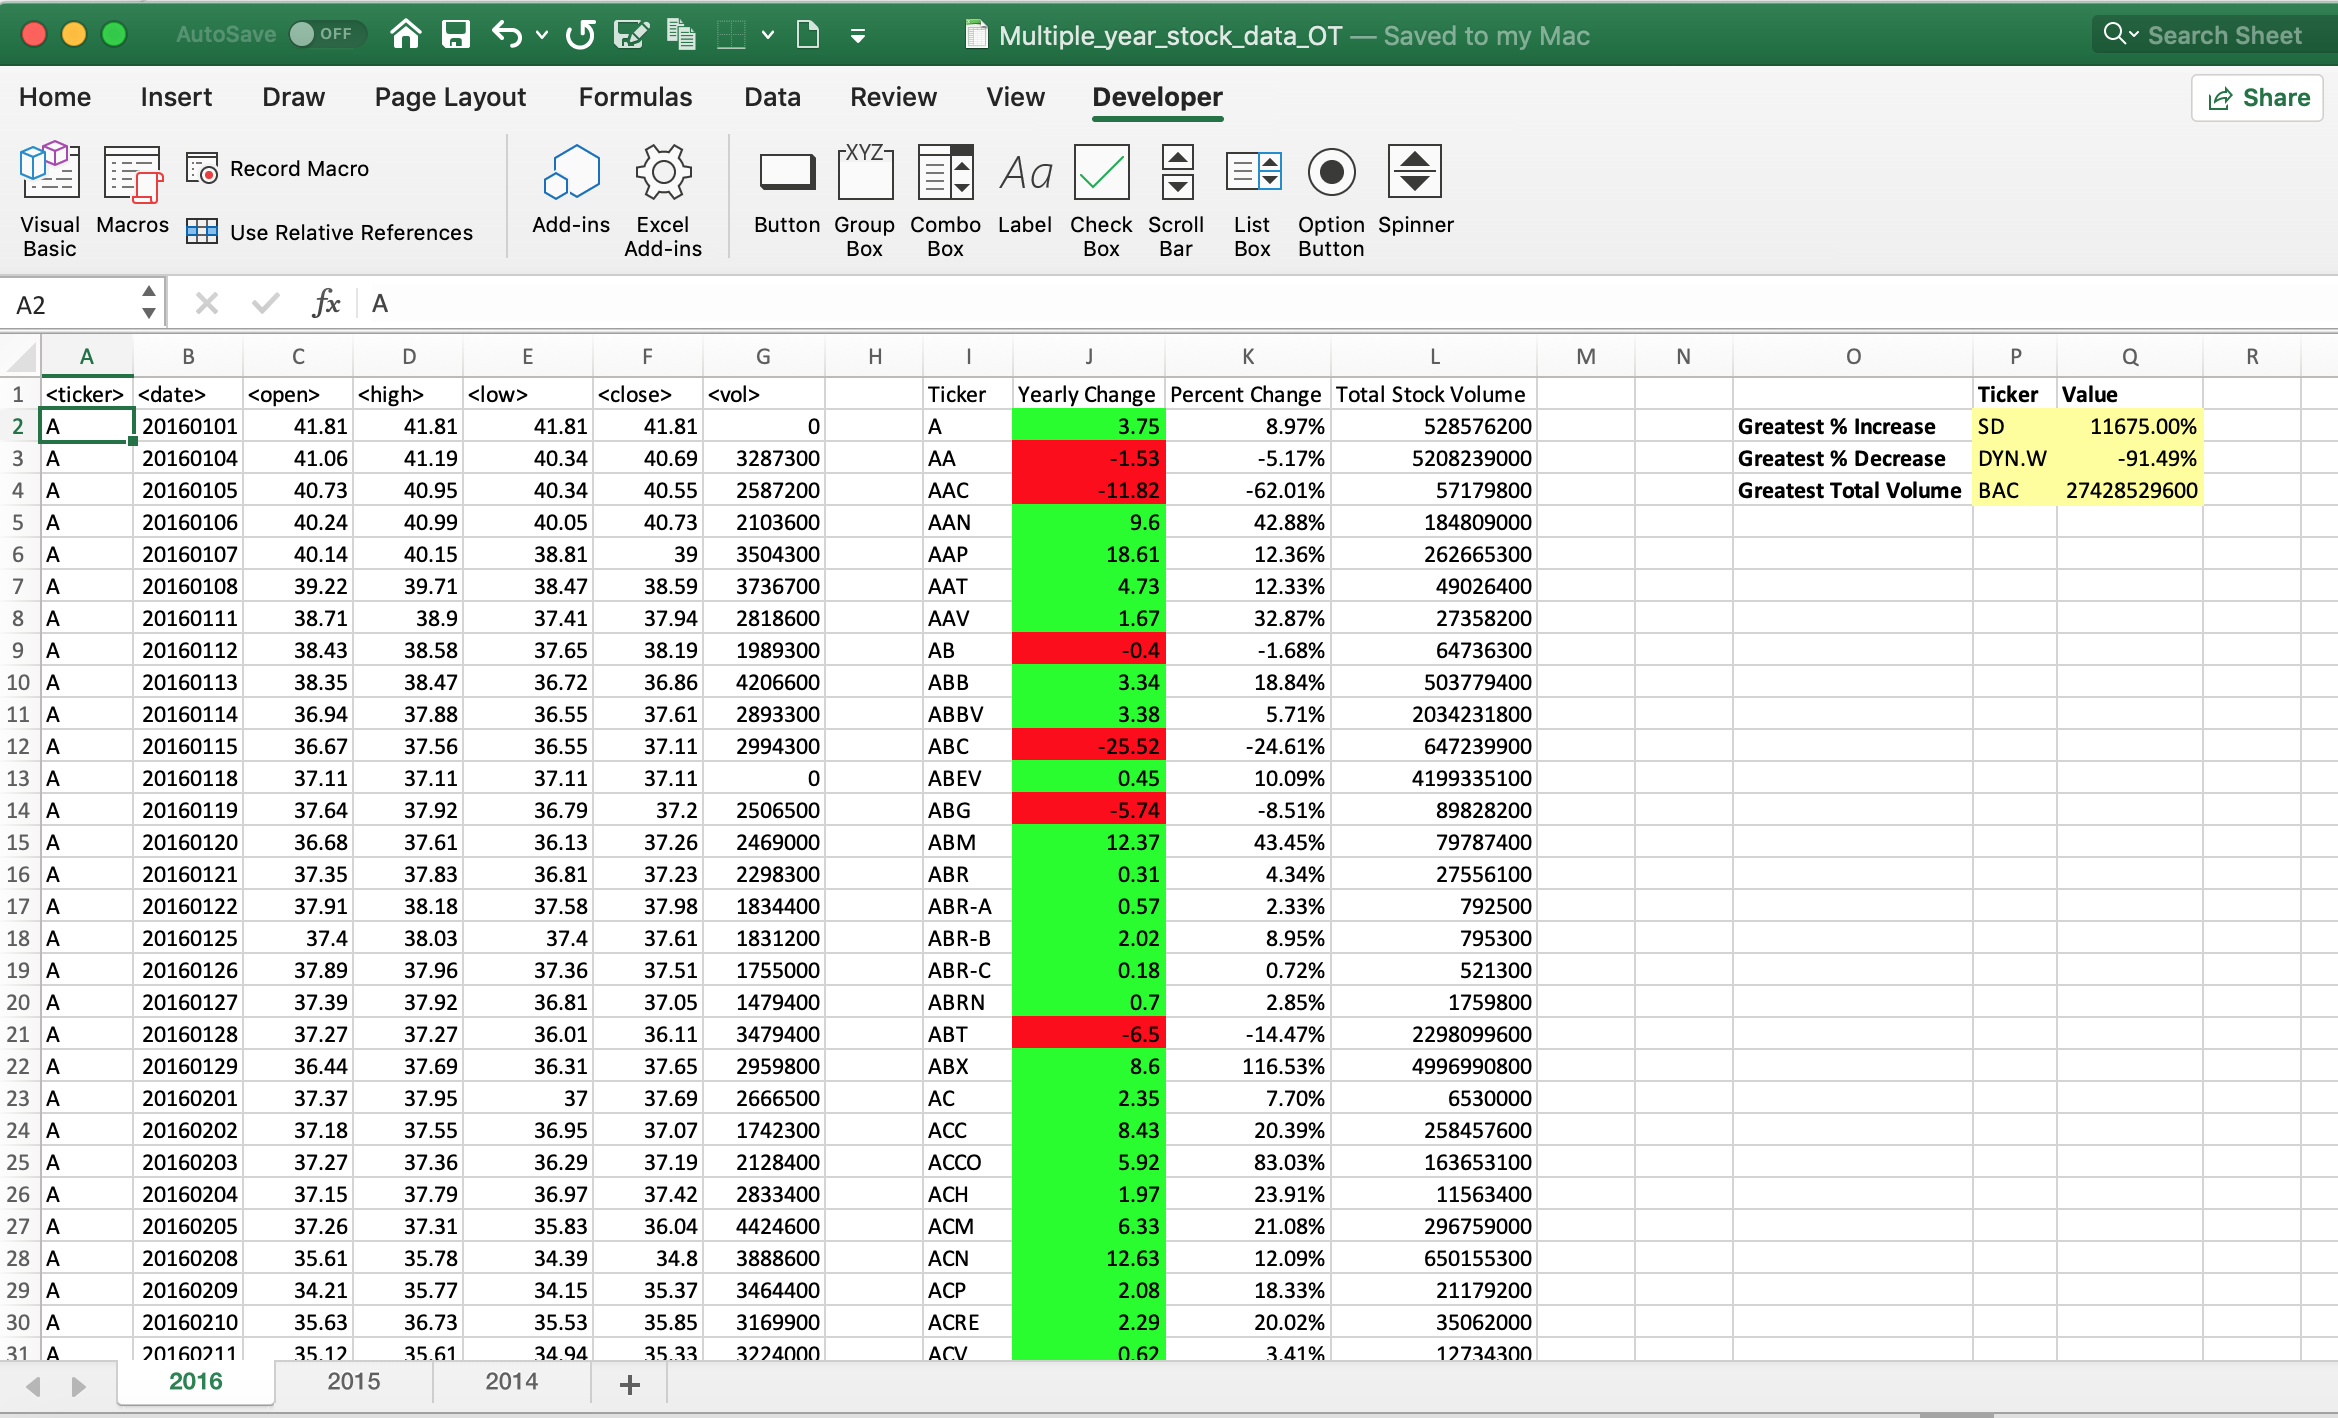 AutoSave OFF Multiple_year_stock_data_OT — Saved to my Mac Search Sheet
Home Insert Draw Page Layout Formulas Data Review View Developer Share
Visual Basic Macros Record Macro Use Relative References Add-ins Excel Add-ins Button Group Box Combo Box Label Check Box Scroll Bar List Box Option Button Spinner
XYZ Aa
A2 fx A
A B C D E F G H I J K L M N O P Q R
1 <ticker> <date> <open> <high> <low> <close> <vol> Ticker Yearly Change Percent Change Total Stock Volume Ticker Value
2 A 20160101 41.81 41.81 41.81 41.81 0 A 3.75 8.97% 528576200 Greatest % Increase SD 11675.00%
3 A 20160104 41.06 41.19 40.34 40.69 3287300 AA -1.53 -5.17% 5208239000 Greatest % Decrease DYN.W -91.49%
4 A 20160105 40.73 40.95 40.34 40.55 2587200 AAC -11.82 -62.01% 57179800 Greatest Total Volume BAC 27428529600
5 A 20160106 40.24 40.99 40.05 40.73 2103600 AAN 9.6 42.88% 184809000
6 A 20160107 40.14 40.15 38.81 39 3504300 AAP 18.61 12.36% 262665300
7 A 20160108 39.22 39.71 38.47 38.59 3736700 AAT 4.73 12.33% 49026400
8 A 20160111 38.71 38.9 37.41 37.94 2818600 AAV 1.67 32.87% 27358200
9 A 20160112 38.43 38.58 37.65 38.19 1989300 AB -0.4 -1.68% 64736300
10 A 20160113 38.35 38.47 36.72 36.86 4206600 ABB 3.34 18.84% 503779400
11 A 20160114 36.94 37.88 36.55 37.61 2893300 ABBV 3.38 5.71% 2034231800
12 A 20160115 36.67 37.56 36.55 37.11 2994300 ABC -25.52 -24.61% 647239900
13 A 20160118 37.11 37.11 37.11 37.11 0 ABEV 0.45 10.09% 4199335100
14 A 20160119 37.64 37.92 36.79 37.2 2506500 ABG -5.74 -8.51% 89828200
15 A 20160120 36.68 37.61 36.13 37.26 2469000 ABM 12.37 43.45% 79787400
16 A 20160121 37.35 37.83 36.81 37.23 2298300 ABR 0.31 4.34% 27556100
17 A 20160122 37.91 38.18 37.58 37.98 1834400 ABR-A 0.57 2.33% 792500
18 A 20160125 37.4 38.03 37.4 37.61 1831200 ABR-B 2.02 8.95% 795300
19 A 20160126 37.89 37.96 37.36 37.51 1755000 ABR-C 0.18 0.72% 521300
20 A 20160127 37.39 37.92 36.81 37.05 1479400 ABRN 0.7 2.85% 1759800
21 A 20160128 37.27 37.27 36.01 36.11 3479400 ABT -6.5 -14.47% 2298099600
22 A 20160129 36.44 37.69 36.31 37.65 2959800 ABX 8.6 116.53% 4996990800
23 A 20160201 37.37 37.95 37 37.69 2666500 AC 2.35 7.70% 6530000
24 A 20160202 37.18 37.55 36.95 37.07 1742300 ACC 8.43 20.39% 258457600
25 A 20160203 37.27 37.36 36.29 37.19 2128400 ACCO 5.92 83.03% 163653100
26 A 20160204 37.15 37.79 36.97 37.42 2833400 ACH 1.97 23.91% 11563400
27 A 20160205 37.26 37.31 35.83 36.04 4424600 ACM 6.33 21.08% 296759000
28 A 20160208 35.61 35.78 34.39 34.8 3888600 ACN 12.63 12.09% 650155300
29 A 20160209 34.21 35.77 34.15 35.37 3464400 ACP 2.08 18.33% 21179200
30 A 20160210 35.63 36.73 35.53 35.85 3169900 ACRE 2.29 20.02% 35062000
31 A 20160211 35.12 35.61 34.94 35.33 3224000 ACV 0.62 3.41% 12734300
2016 2015 2014 +